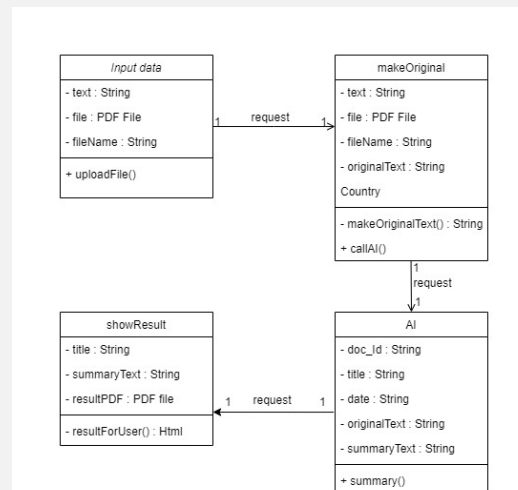 Input data
- text : String
- file : PDF File
- fileName : String
+ uploadFile()
1
request
1
makeOriginal
- text : String
- file : PDF File
- fileName : String
- originalText : String
Country
- makeOriginalText() : String
+ callAI()
1
request
1
AI
- doc_Id : String
- title : String
- date : String
- originalText : String
- summaryText : String
+ summary()
1
request
1
showResult
- title : String
- summaryText : String
- resultPDF : PDF file
- resultForUser() : Html